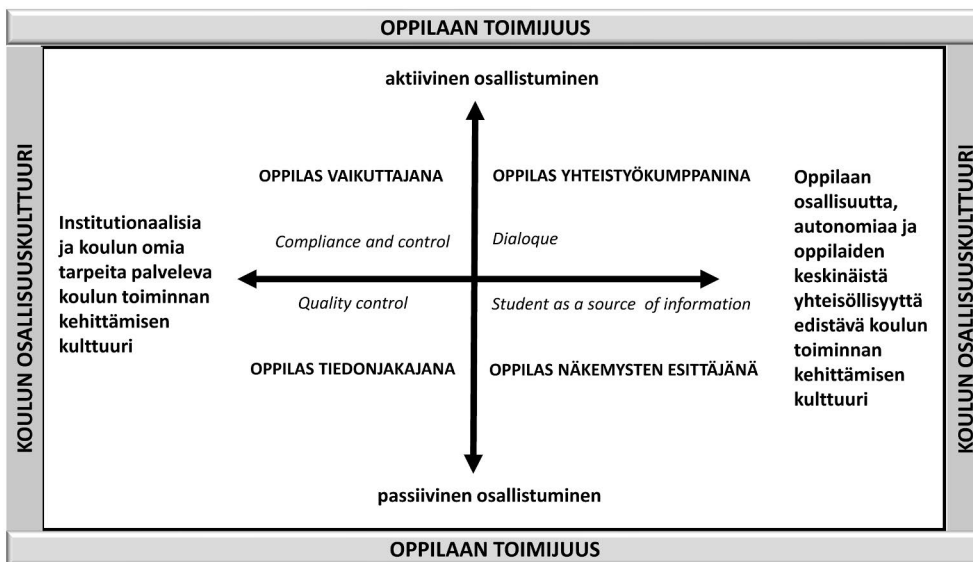 OPPILAAN TOIMIJUUS
KOULUN OSALLISUUSKULTTUURI
aktiivinen osallistuminen
OPPILAS VAIKUTTAJANA
OPPILAS YHTEISTYÖKUMPPANINA
Institutionaalisia
ja koulun omia
tarpeita palveleva
koulun toiminnan
kehittämisen
kulttuuri
Compliance and control
Dialoque
Quality control
Student as a source of information
OPPILAS TIEDONJAKAJANA
OPPILAS NÄKEMYSTEN ESITTÄJÄNÄ
Oppilaan
osallisuutta,
autonomiaa ja
oppilaiden
keskinäistä
yhteisöllisyyttä
edistävä koulun
toiminnan
kehittämisen
kulttuuri
passiivinen osallistuminen
KOULUN OSALLISUUSKULTTUURI
OPPILAAN TOIMIJUUS